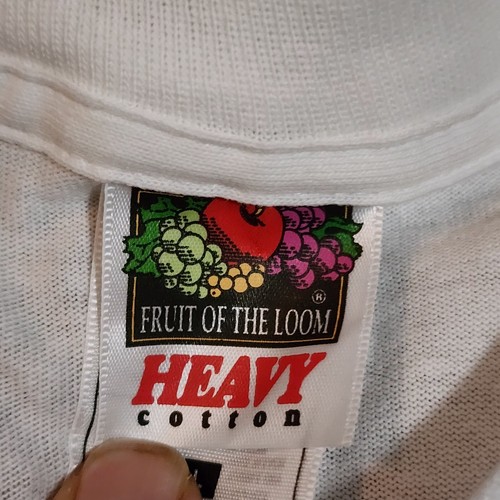 ®
FRUIT OF THE LOOM
HEAVY
cotton